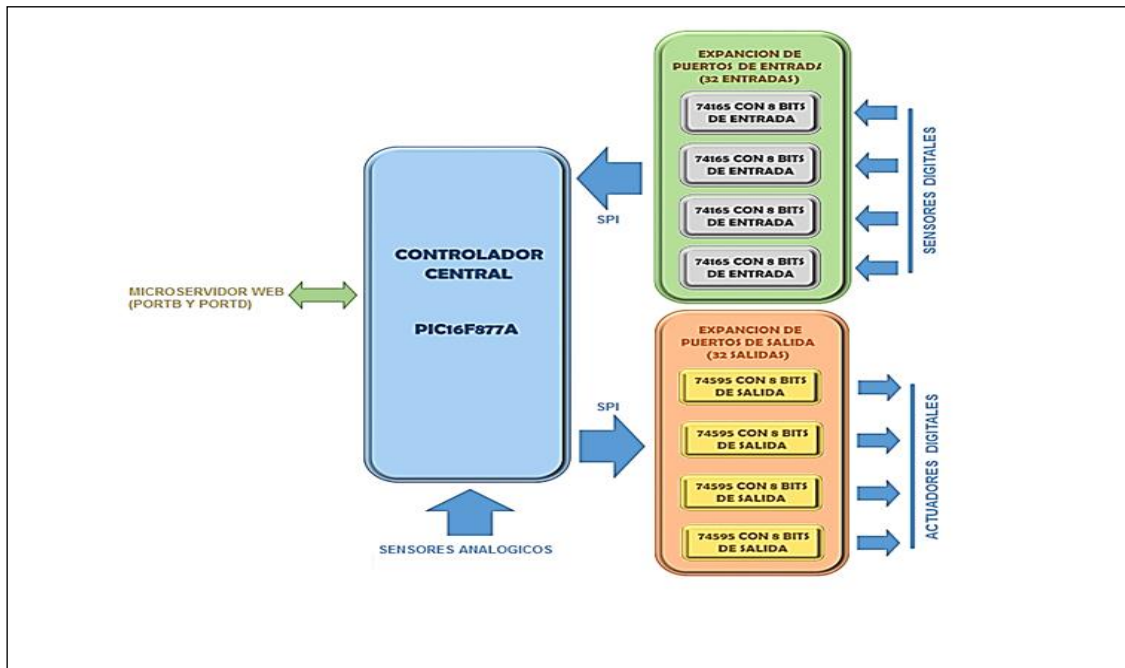 EXPANCION DE
PUERTOS DE ENTRADA
(32 ENTRADAS)
74165 CON 8 BITS
DE ENTRADA
74165 CON 8 BITS
DE ENTRADA
74165 CON 8 BITS
DE ENTRADA
74165 CON 8 BITS
DE ENTRADA
SENSORES DIGITALES
SPI
CONTROLADOR
CENTRAL
PIC16F877A
MICROSERVIDOR WEB
(PORTB Y PORTD)
EXPANCION DE
PUERTOS DE SALIDA
(32 SALIDAS)
74595 CON 8 BITS
DE SALIDA
74595 CON 8 BITS
DE SALIDA
74595 CON 8 BITS
DE SALIDA
74595 CON 8 BITS
DE SALIDA
ACTUADORES DIGITALES
SPI
SENSORES ANALOGICOS